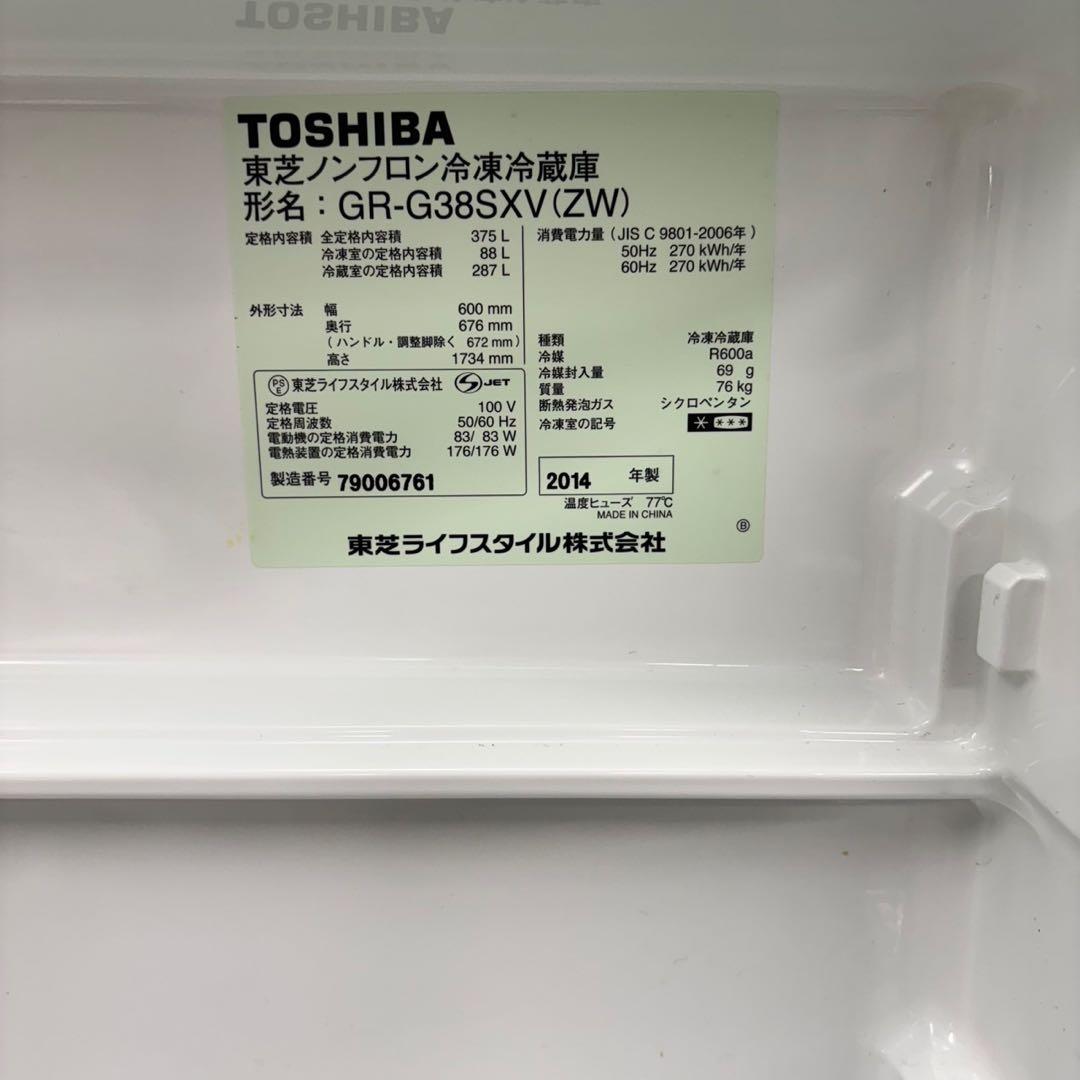 TOSHIBA
TOSHIBA
東芝ノンフロン冷凍冷蔵庫
形名：GR-G38SXV(ZW)
定格内容積 全定格内容積 375 L
冷凍室の定格内容積 88 L
冷蔵室の定格内容積 287 L
外形寸法 幅 600 mm
奥行 676 mm
(ハンドル・調整脚除く 672 mm)
高さ 1734 mm
PSE 東芝ライフスタイル株式会社 S JET
定格電圧 100 V
定格周波数 50/60 Hz
電動機の定格消費電力 83/ 83 W
電熱装置の定格消費電力 176/176 W
製造番号 79006761
消費電力量 (JIS C 9801-2006年)
50Hz 270 kWh/年
60Hz 270 kWh/年
種類 冷凍冷蔵庫
冷媒 R600a
冷媒封入量 69 g
質量 76 kg
断熱発泡ガス シクロペンタン
冷凍室の記号 * ***
2014 年製
温度ヒューズ 77℃
MADE IN CHINA
Ⓑ
東芝ライフスタイル株式会社